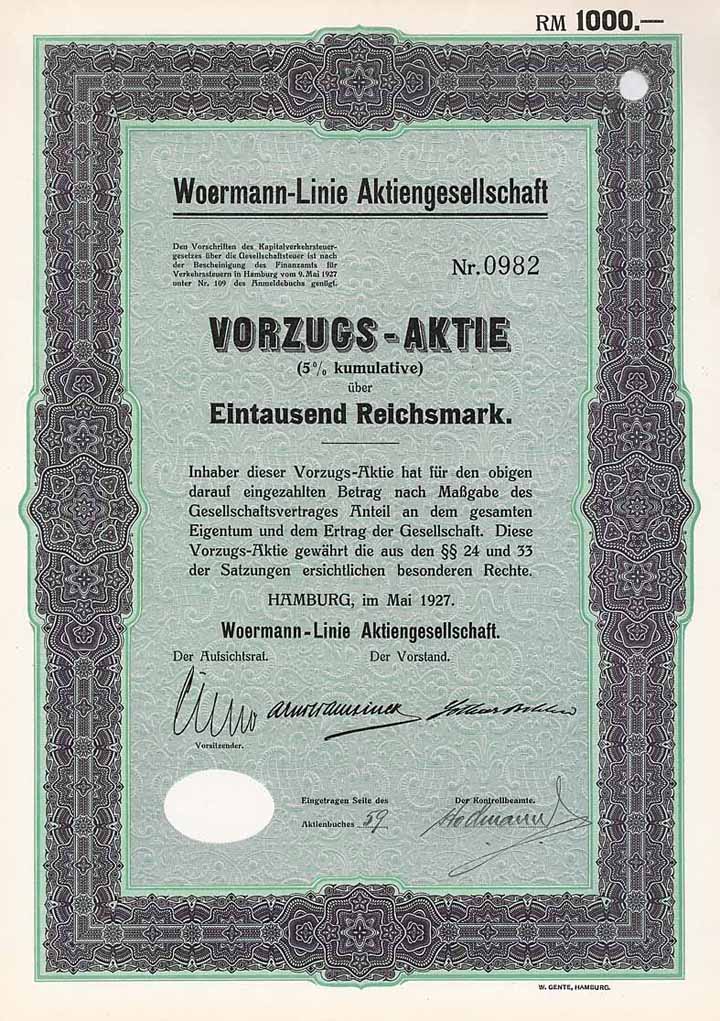 RM 1000.—
Woermann-Linie Aktiengesellschaft
Den Vorschriften des Kapitalverkehrsteuer-
gesetzes über die Gesellschaftsteuer ist nach
der Bescheinigung des Finanzamts für
Verkehrssteuern in Hamburg vom 9. Mai 1927
unter Nr. 109 des Anmeldebuchs genügt.
Nr. 0982
VORZUGS-AKTIE
(5% kumulative)
über
Eintausend Reichsmark.
Inhaber dieser Vorzugs-Aktie hat für den obigen
darauf eingezahlten Betrag nach Maßgabe des
Gesellschaftsvertrages Anteil an dem gesamten
Eigentum und dem Ertrag der Gesellschaft. Diese
Vorzugs-Aktie gewährt die aus den §§ 24 und 33
der Satzungen ersichtlichen besonderen Rechte.
HAMBURG, im Mai 1927.
Woermann-Linie Aktiengesellschaft.
Der Aufsichtsrat. Der Vorstand.
Cuno
Vorsitzender.
Eingetragen Seite des
Aktienbuches 59
Der Kontrollbeamte.
W. GENTE, HAMBURG.